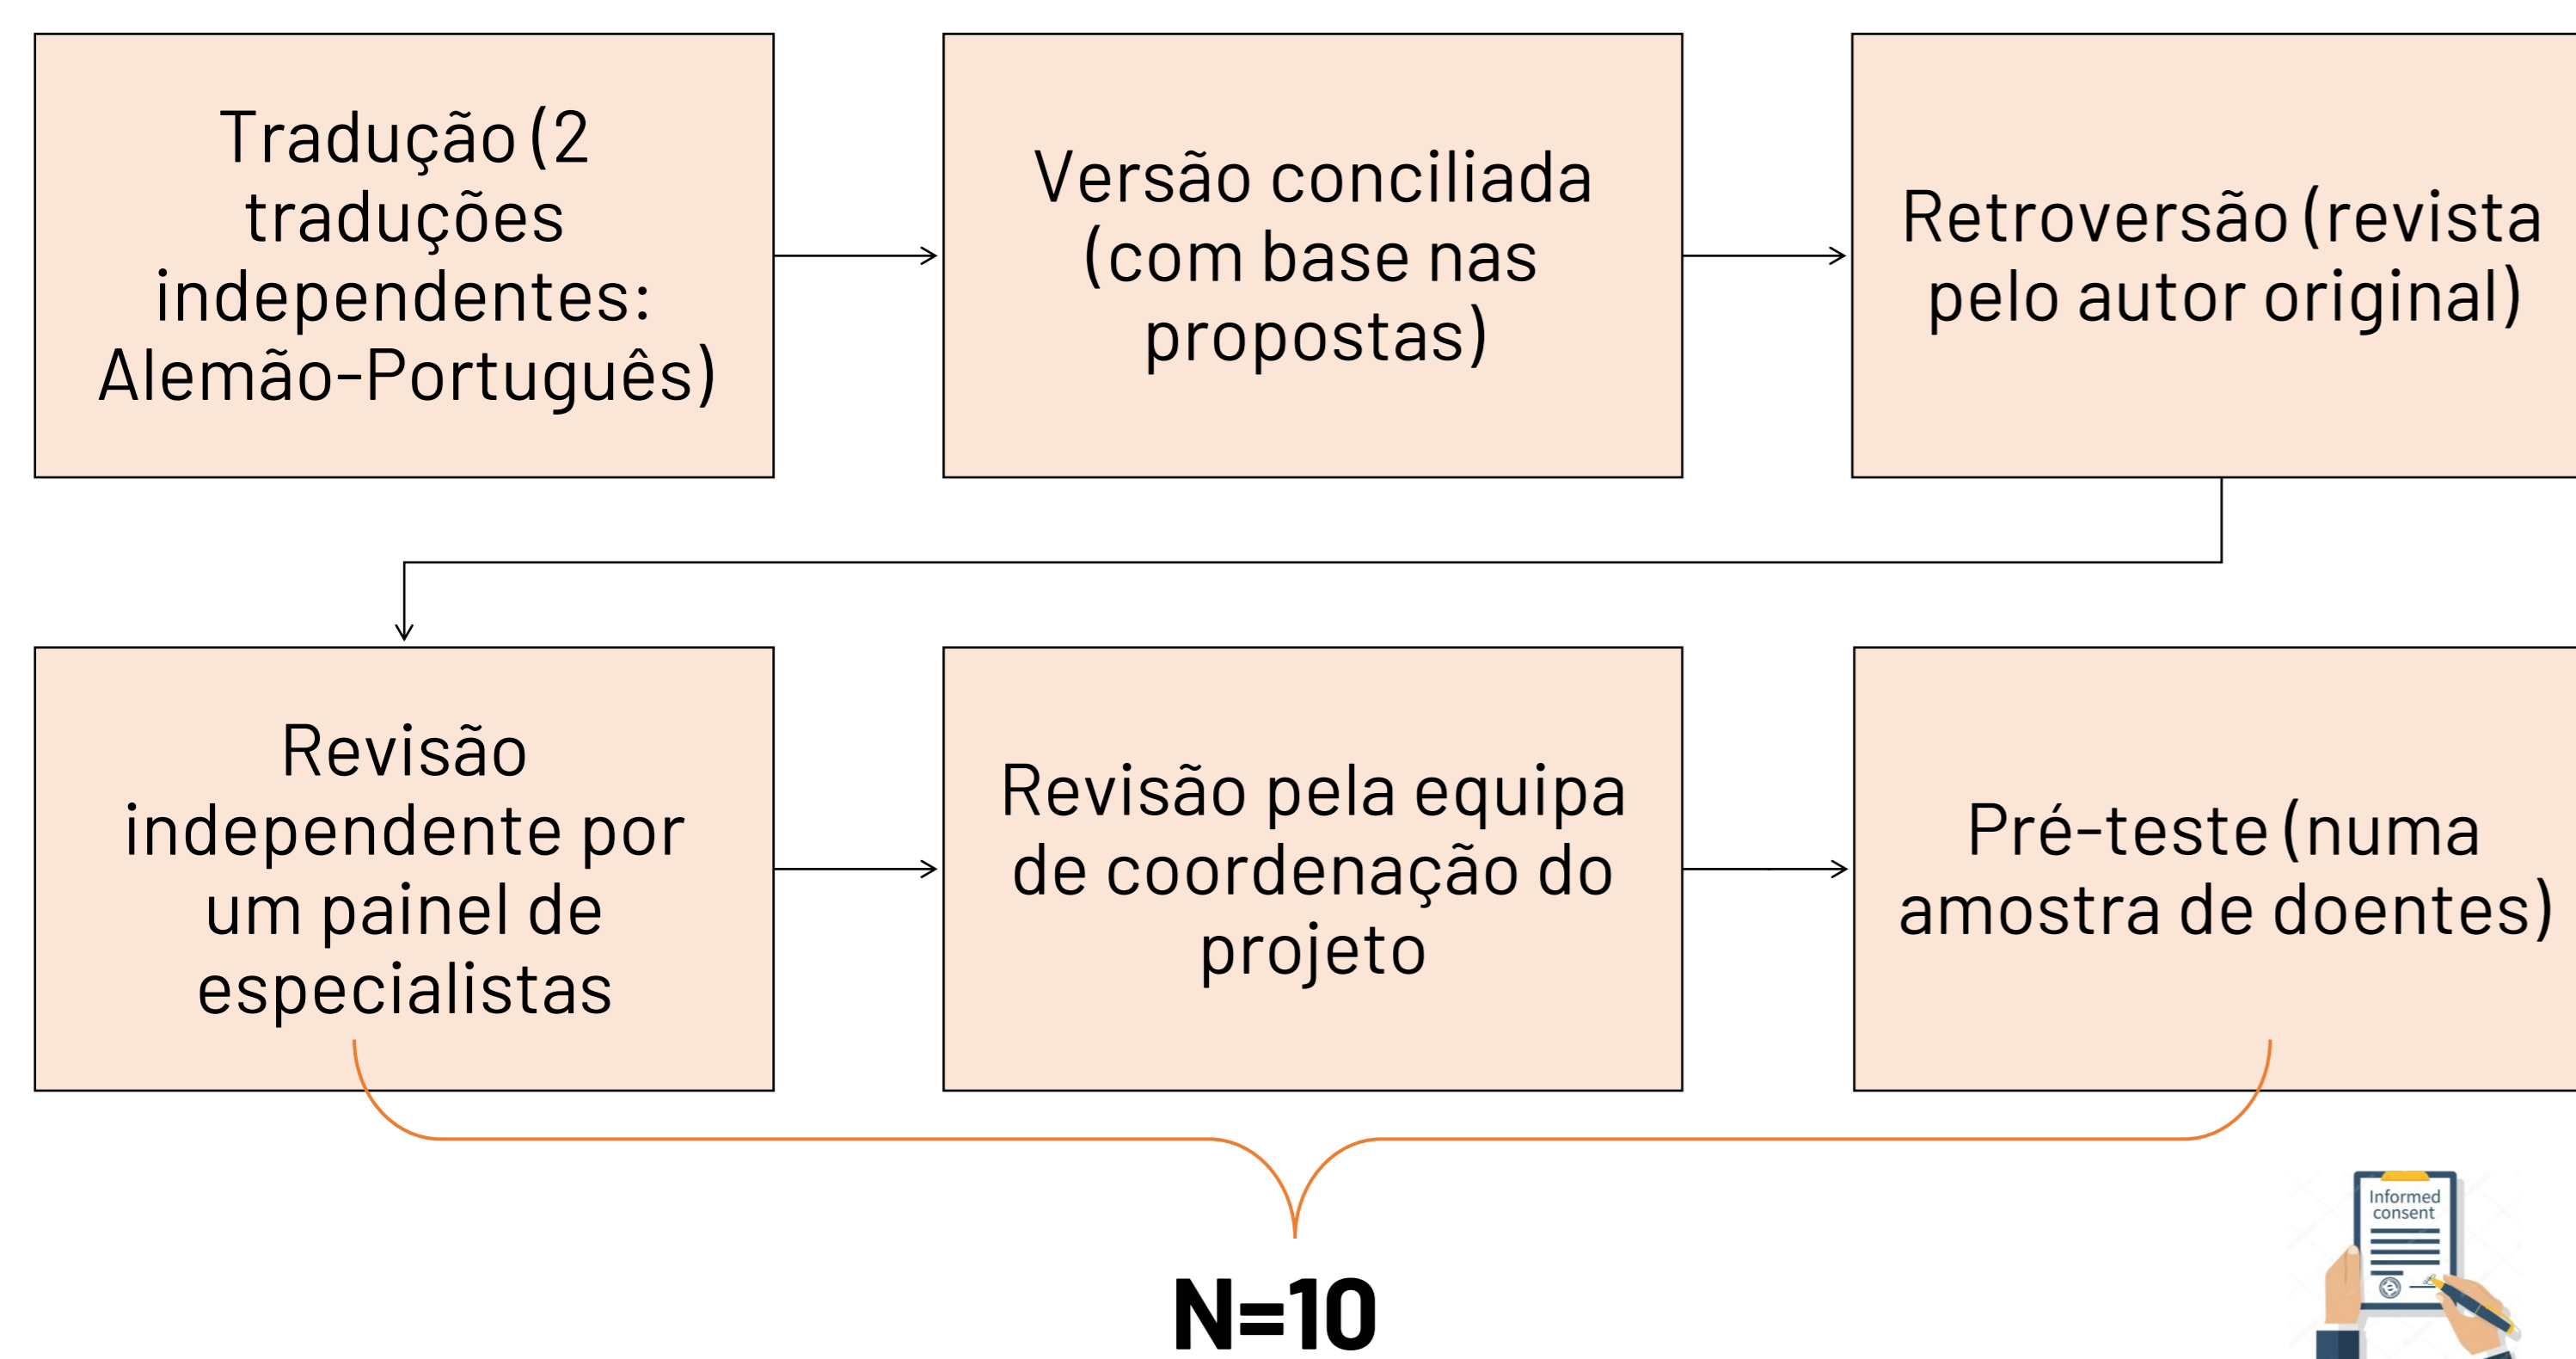 Tradução (2
traduções
independentes:
Alemão-Português)
Versão conciliada
(com base nas
propostas)
Retroversão (revista
pelo autor original)
Revisão
independente por
um painel de
especialistas
Revisão pela equipa
de coordenação do
projeto
Pré-teste (numa
amostra de doentes)
N=10
Informed
consent